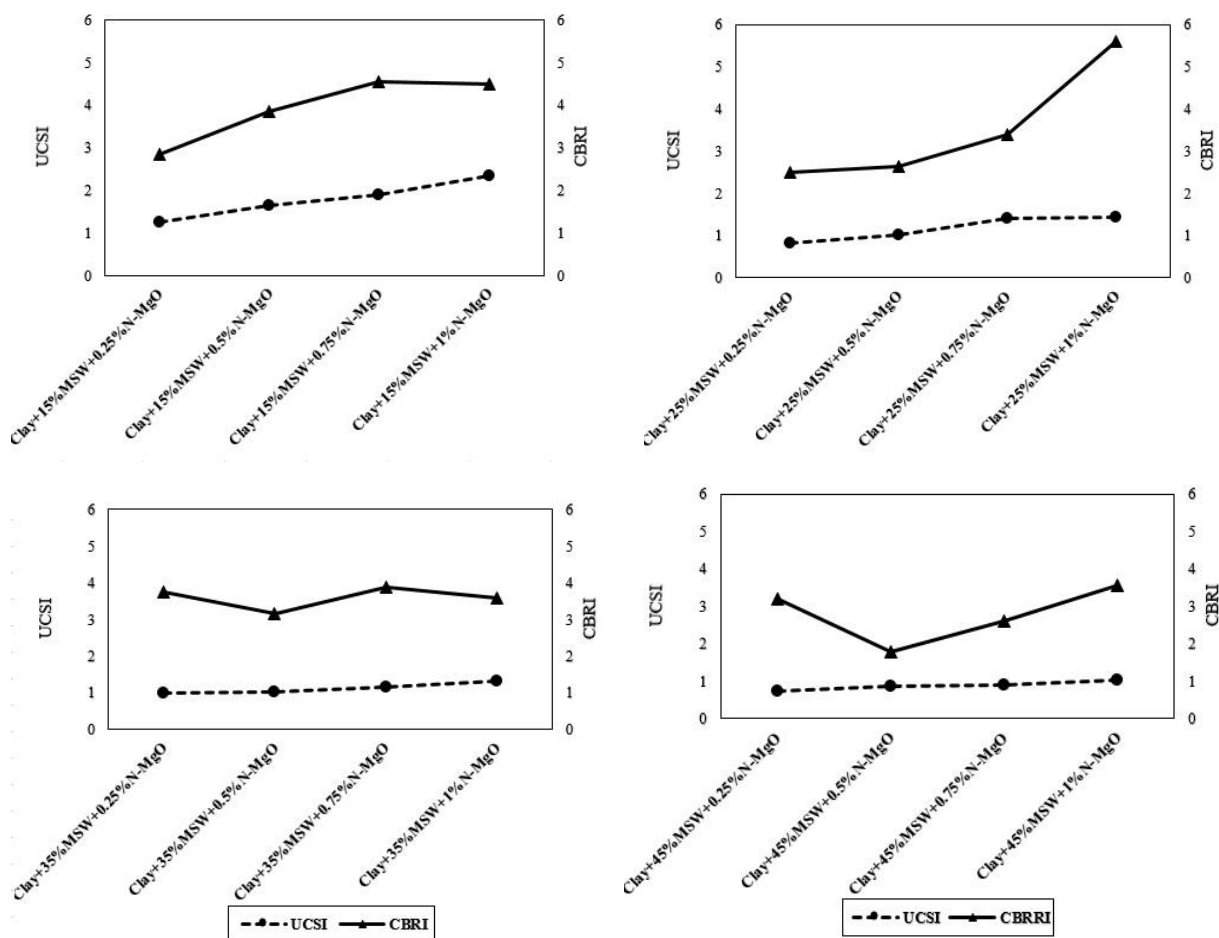 6
5
4
3
2
1
0
UCSI
6
5
4
3
2
1
0
CBRI
Clay+15%MSW+0.25%N-MgO
Clay+15%MSW+0.5%N-MgO
Clay+15%MSW+0.75%N-MgO
Clay+15%MSW+1%N-MgO
6
5
4
3
2
1
0
UCSI
6
5
4
3
2
1
0
CBRI
Clay+25%MSW+0.25%N-MgO
Clay+25%MSW+0.5%N-MgO
Clay+25%MSW+0.75%N-MgO
Clay+25%MSW+1%N-MgO
6
5
4
3
2
1
0
UCSI
6
5
4
3
2
1
0
CBRI
Clay+35%MSW+0.25%N-MgO
Clay+35%MSW+0.5%N-MgO
Clay+35%MSW+0.75%N-MgO
Clay+35%MSW+1%N-MgO
UCSI CBRI
6
5
4
3
2
1
0
UCSI
6
5
4
3
2
1
0
CBRI
Clay+45%MSW+0.25%N-MgO
Clay+45%MSW+0.5%N-MgO
Clay+45%MSW+0.75%N-MgO
Clay+45%MSW+1%N-MgO
UCSI CBRRI